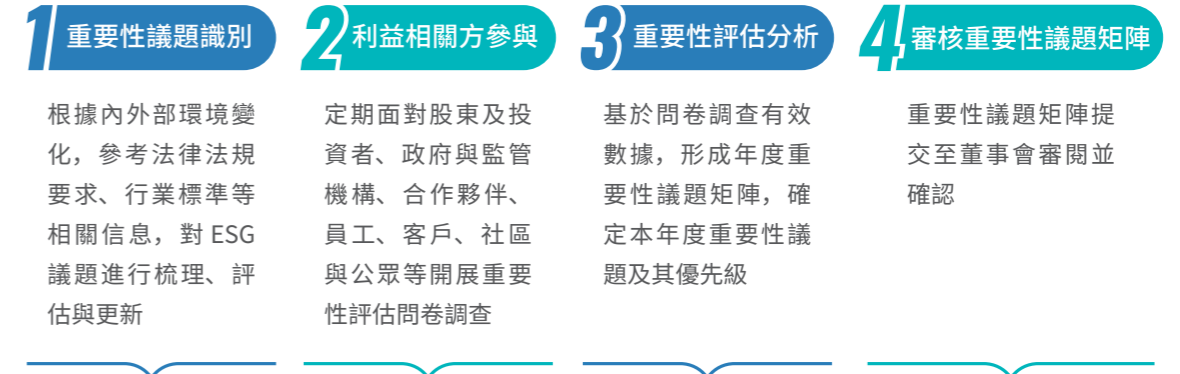 1 重要性議題識別
根據內外部環境變
化，參考法律法規
要求、行業標準等
相關信息，對 ESG
議題進行梳理、評
估與更新
2 利益相關方參與
定期面對股東及投
資者、政府與監管
機構、合作夥伴、
員工、客戶、社區
與公眾等開展重要
性評估問卷調查
3 重要性評估分析
基於問卷調查有效
數據，形成年度重
要性議題矩陣，確
定本年度重要性議
題及其優先級
4 審核重要性議題矩陣
重要性議題矩陣提
交至董事會審閱並
確認